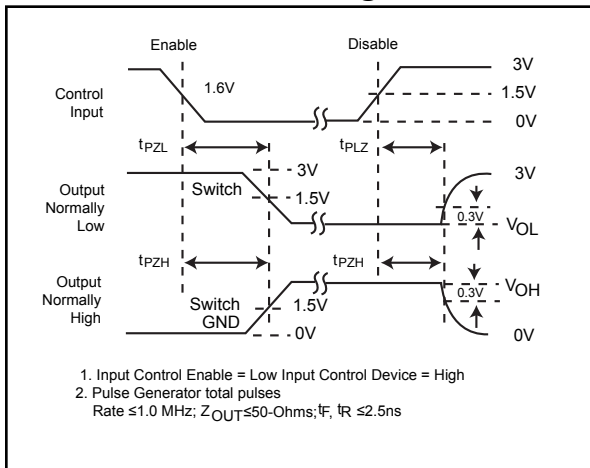 Enable Disable
Control
Input
1.6V
3V
1.5V
0V
tPZL
tPLZ
Output
Normally
Low
Switch
3V
1.5V
3V
0.3V
VOL
tPZH
tPZH
Output
Normally
High
Switch
GND
1.5V
0V
VOH
0.3V
0V
1. Input Control Enable = Low Input Control Device = High
2. Pulse Generator total pulses
Rate ≤1.0 MHz; ZOUT≤50-Ohms;tF, tR ≤2.5ns